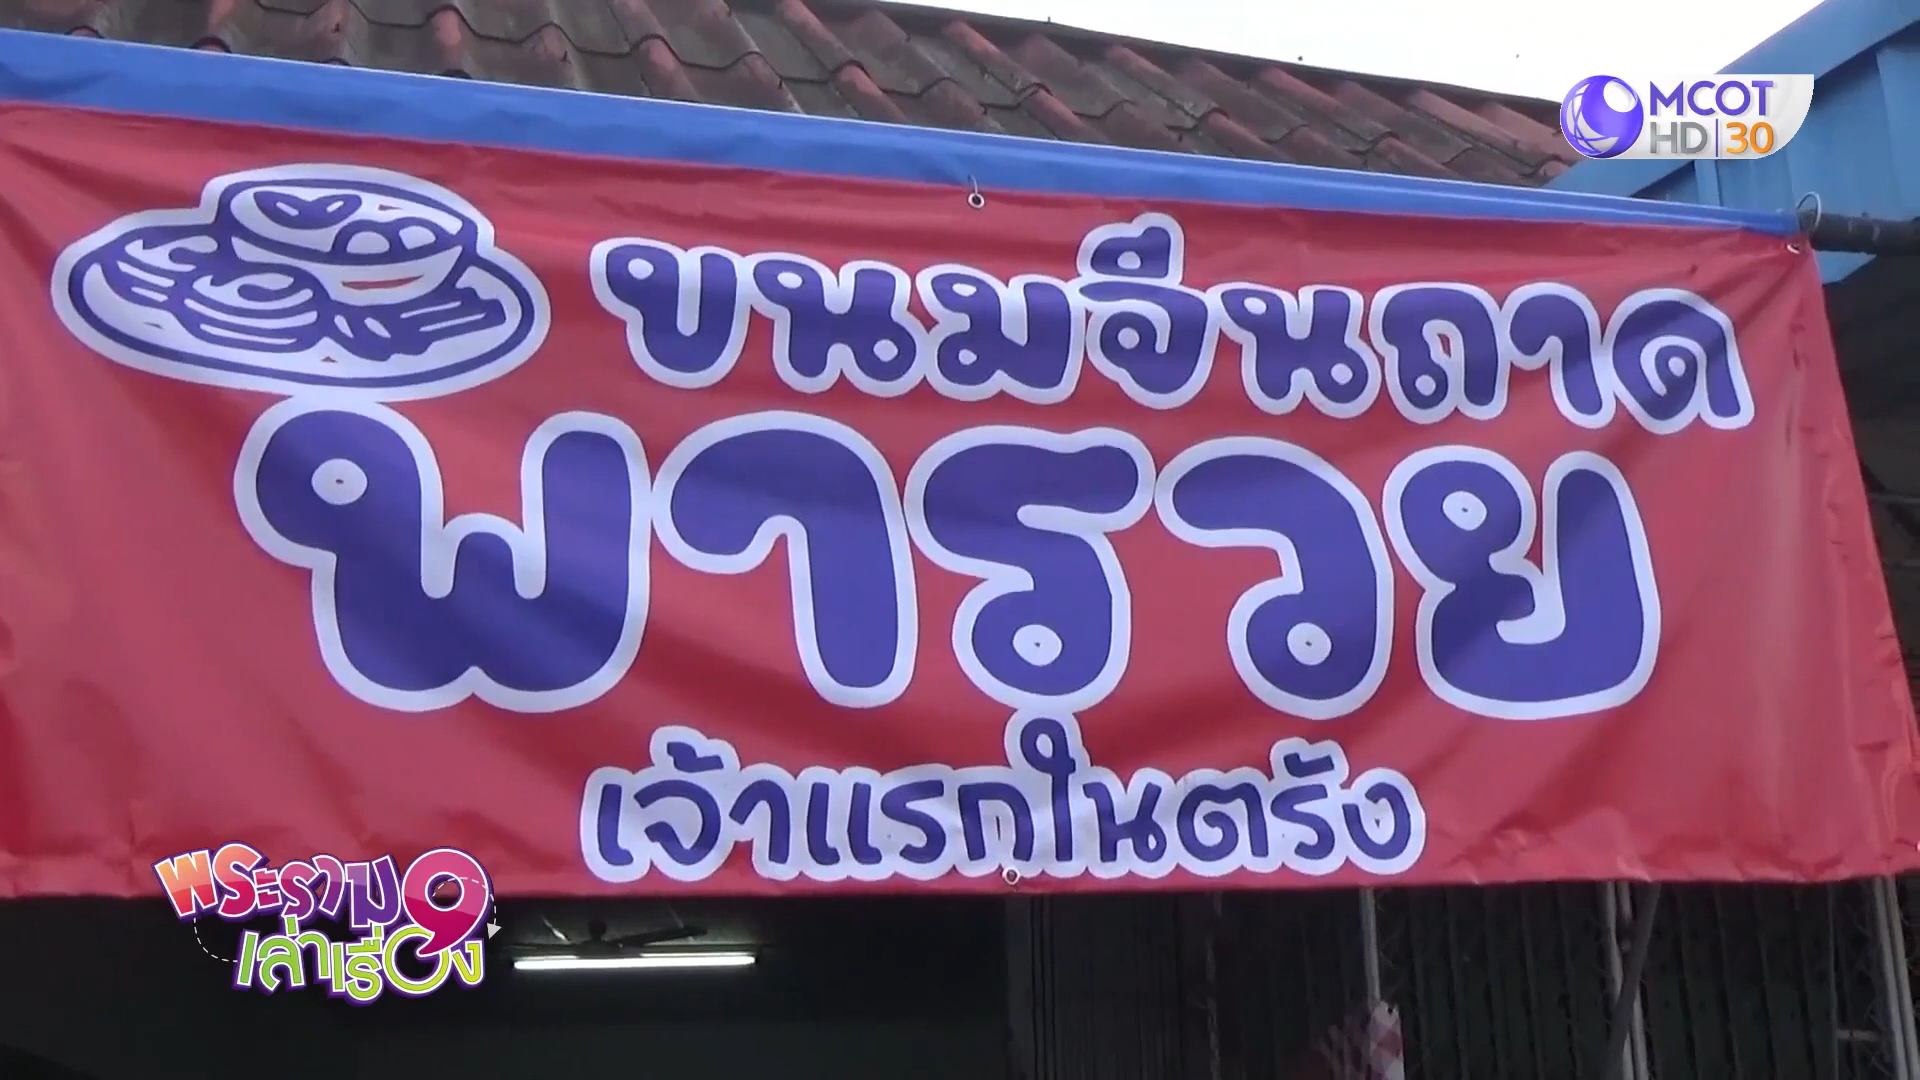 MCOT
HD|30
ขนมจีนถาด
พารวย
เจ้าแรกในตรัง
พระราม ๙
เล่าเรื่อง